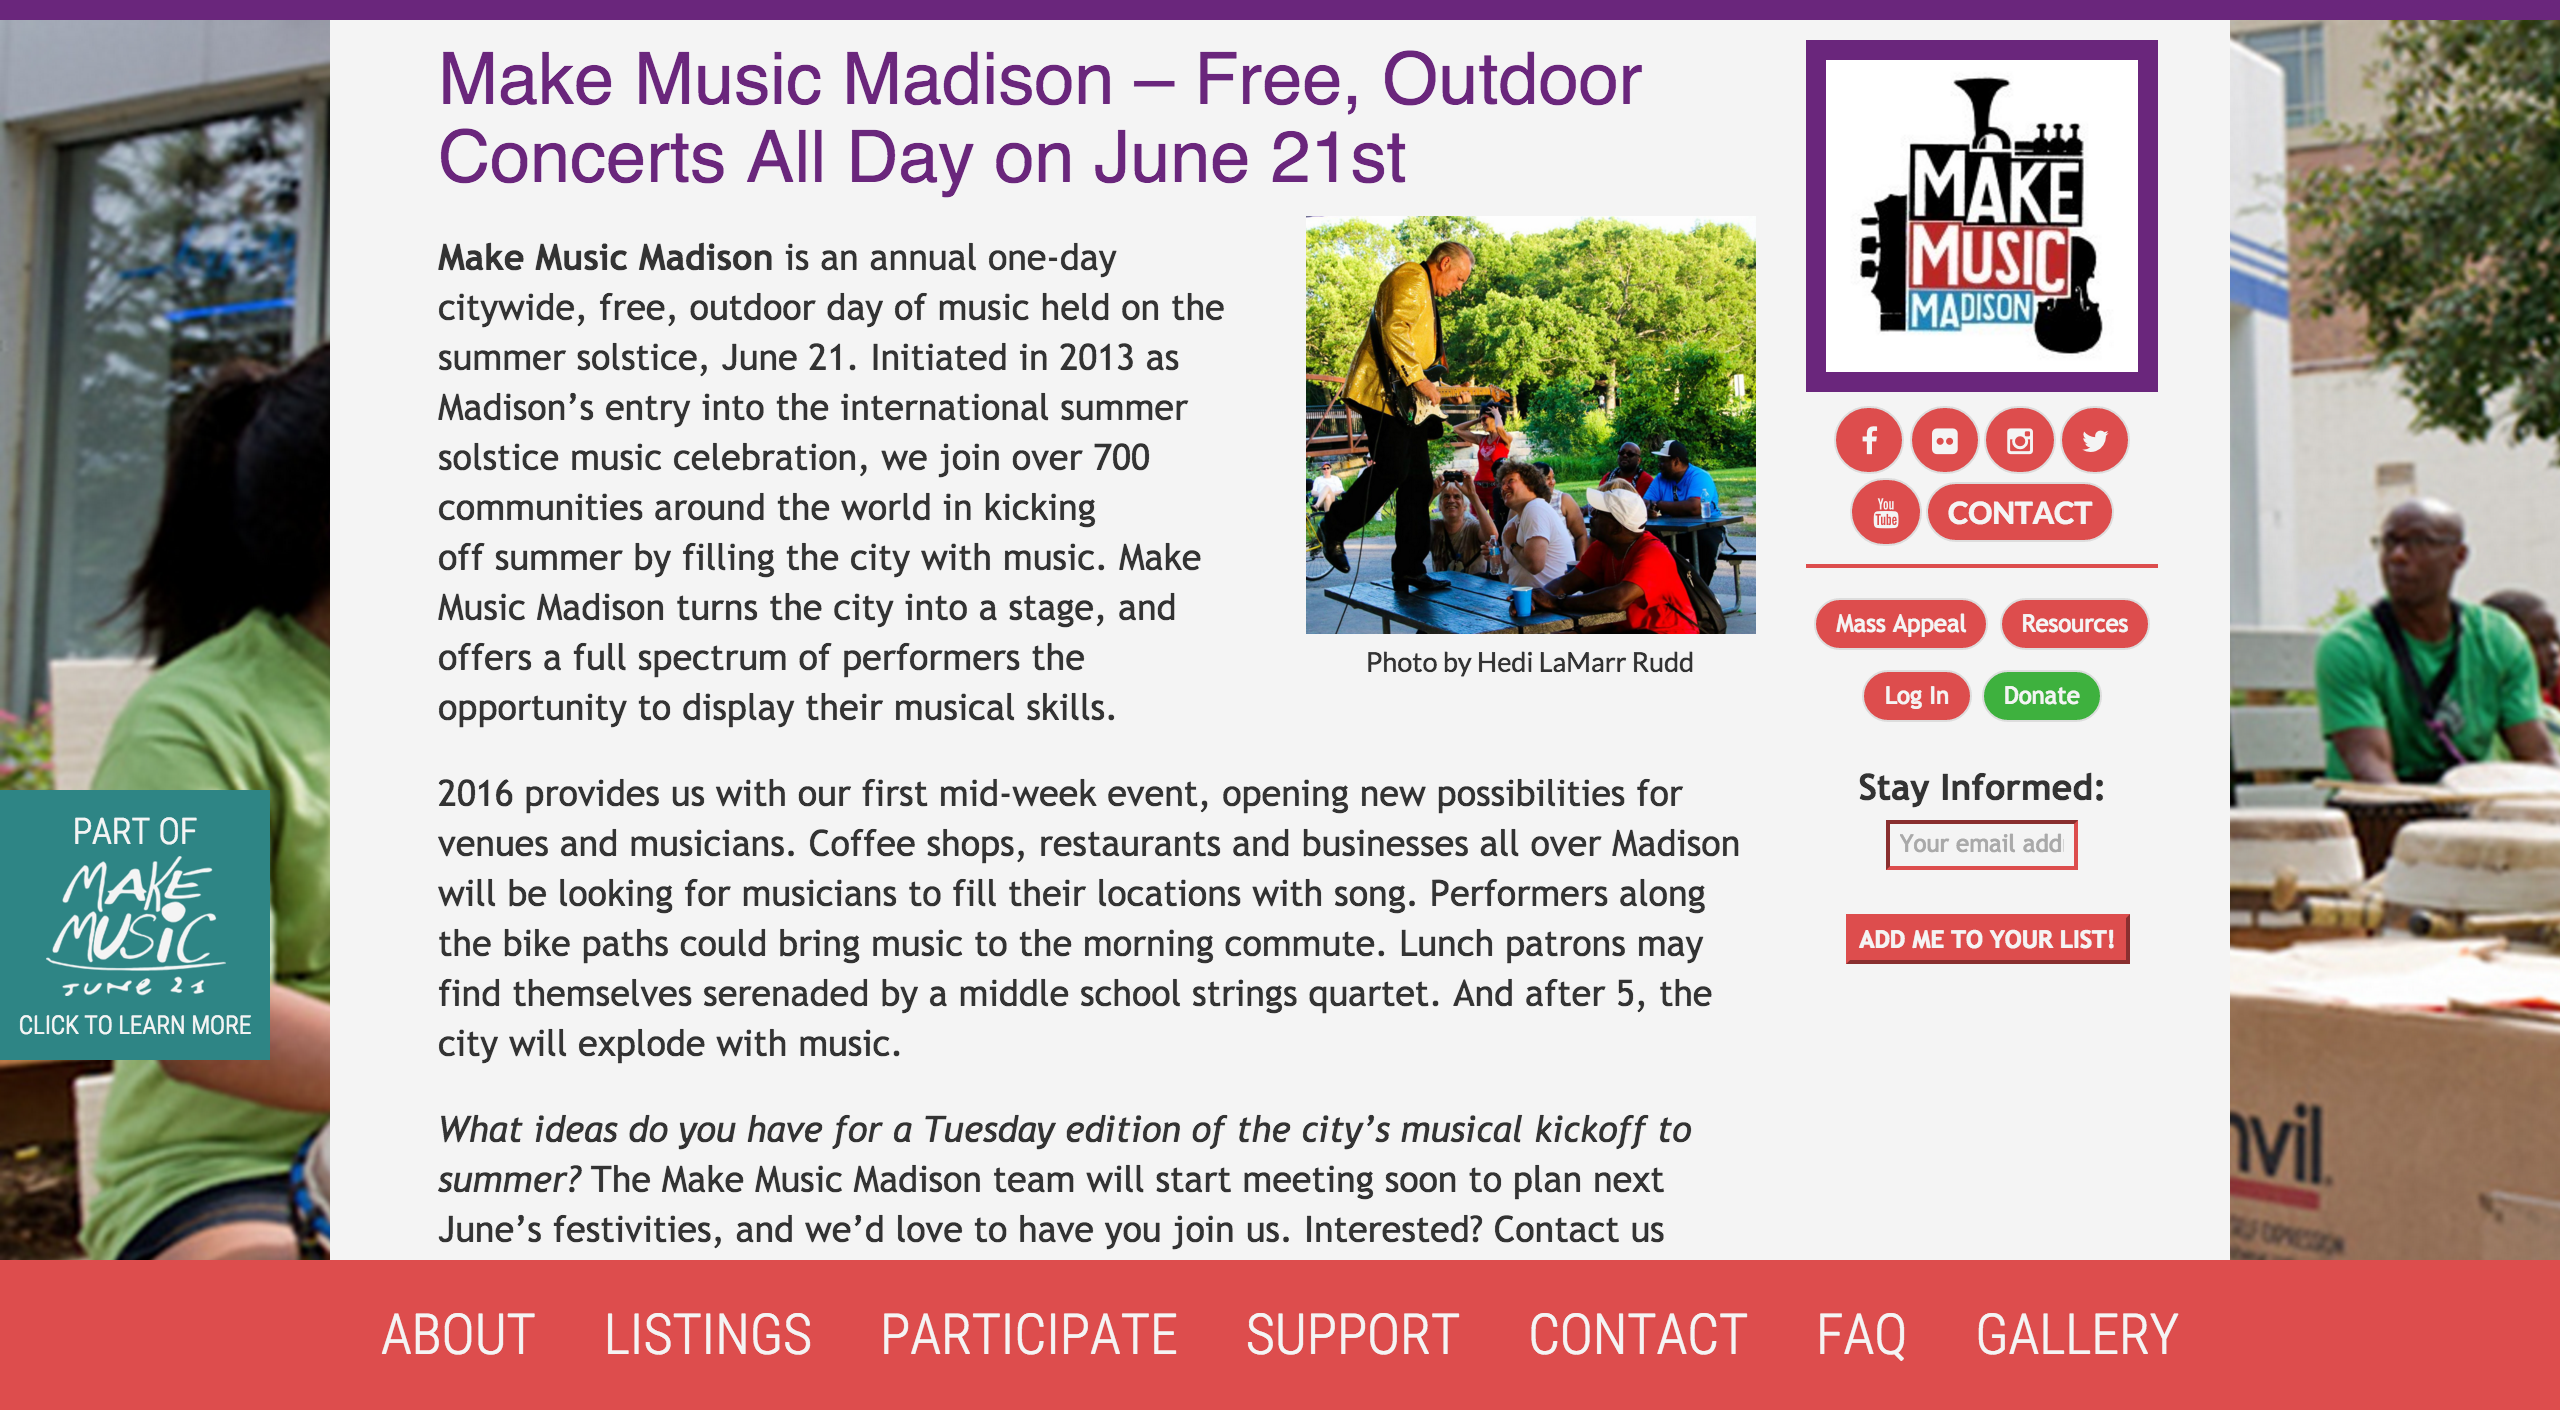 Make Music Madison – Free, Outdoor
Concerts All Day on June 21st
Make Music Madison is an annual one-day
citywide, free, outdoor day of music held on the
summer solstice, June 21. Initiated in 2013 as
Madison’s entry into the international summer
solstice music celebration, we join over 700
communities around the world in kicking
off summer by filling the city with music. Make
Music Madison turns the city into a stage, and
offers a full spectrum of performers the
opportunity to display their musical skills.
Photo by Hedi LaMarr Rudd
2016 provides us with our first mid-week event, opening new possibilities for
venues and musicians. Coffee shops, restaurants and businesses all over Madison
will be looking for musicians to fill their locations with song. Performers along
the bike paths could bring music to the morning commute. Lunch patrons may
find themselves serenaded by a middle school strings quartet. And after 5, the
city will explode with music.
What ideas do you have for a Tuesday edition of the city’s musical kickoff to
summer? The Make Music Madison team will start meeting soon to plan next
June’s festivities, and we’d love to have you join us. Interested? Contact us
MAKE
MUSIC
MADISON
You
Tube
CONTACT
Mass Appeal
Resources
Log In
Donate
Stay Informed:
Your email add
ADD ME TO YOUR LIST!
PART OF
MAKE
MUSIC
JUNE 21
CLICK TO LEARN MORE
nvil
SELF EXPRESSION
ABOUT
LISTINGS
PARTICIPATE
SUPPORT
CONTACT
FAQ
GALLERY